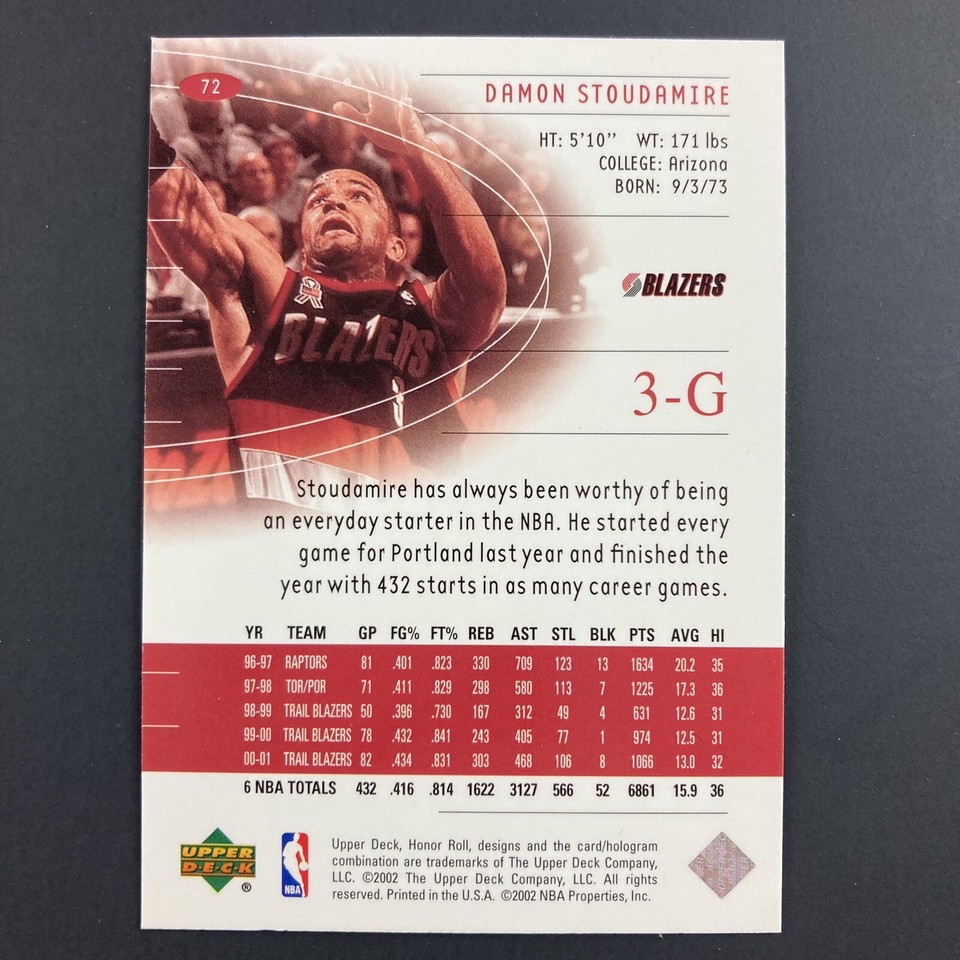 72
DAMON STOUDAMIRE
HT: 5'10" WT: 171 lbs
COLLEGE: Arizona
BORN: 9/3/73
BLAZERS
BLAZERS
3-G
Stoudamire has always been worthy of being
an everyday starter in the NBA. He started every
game for Portland last year and finished the
year with 432 starts in as many career games.
YR TEAM GP FG% FT% REB AST STL BLK PTS AVG HI
96-97 RAPTORS 81 .401 .823 330 709 123 13 1634 20.2 35
97-98 TOR/POR 71 .411 .829 298 580 113 7 1225 17.3 36
98-99 TRAIL BLAZERS 50 .396 .730 167 312 49 4 631 12.6 31
99-00 TRAIL BLAZERS 78 .432 .841 243 405 77 1 974 12.5 31
00-01 TRAIL BLAZERS 82 .434 .831 303 468 106 8 1066 13.0 32
6 NBA TOTALS 432 .416 .814 1622 3127 566 52 6861 15.9 36
UPPER
DECK
®
NBA
Upper Deck, Honor Roll, designs and the card/hologram
combination are trademarks of The Upper Deck Company,
LLC. ©2002 The Upper Deck Company, LLC. All rights
reserved. Printed in the U.S.A. ©2002 NBA Properties, Inc.